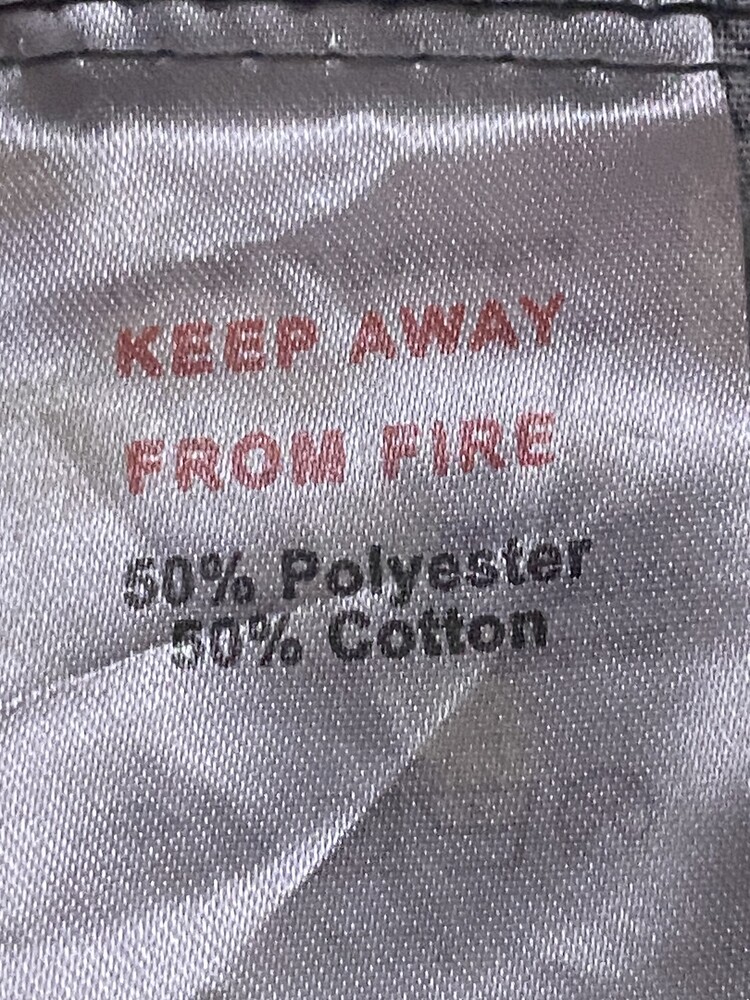 KEEP AWAY
FROM FIRE
50% Polyester
50% Cotton